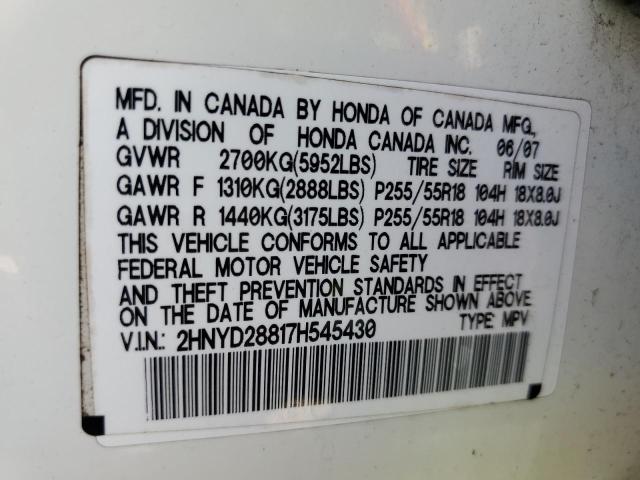 MFD. IN CANADA BY HONDA OF CANADA MFG.,
A DIVISION OF HONDA CANADA INC. 06/07
GVWR 2700KG(5952LBS) TIRE SIZE RIM SIZE
GAWR F 1310KG(2888LBS) P255/55R18 104H 18X8.0J
GAWR R 1440KG(3175LBS) P255/55R18 104H 18X8.0J
THIS VEHICLE CONFORMS TO ALL APPLICABLE
FEDERAL MOTOR VEHICLE SAFETY
AND THEFT PREVENTION STANDARDS IN EFFECT
ON THE DATE OF MANUFACTURE SHOWN ABOVE.
V.I.N.: 2HNYD28817H545430 TYPE: MPV